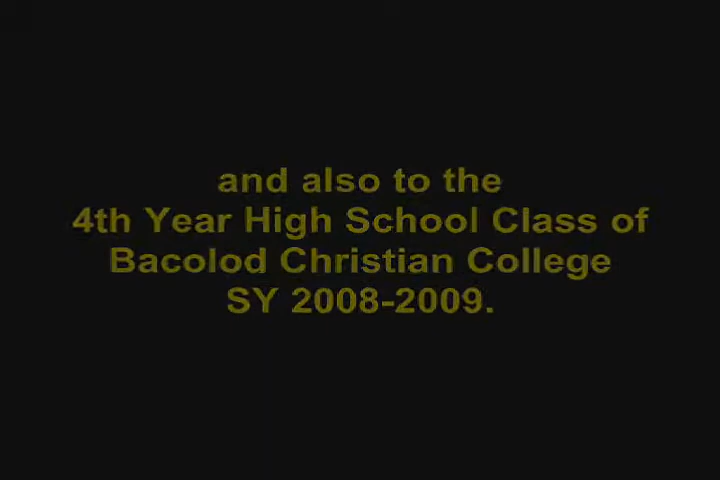 and also to the
4th Year High School Class of
Bacolod Christian College
SY 2008-2009.